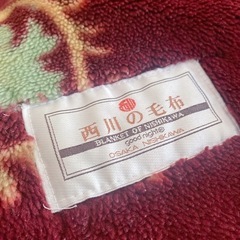 西川の毛布
BLANKET OF NISHIKAWA
good night®
OSAKA NISHIKAWA